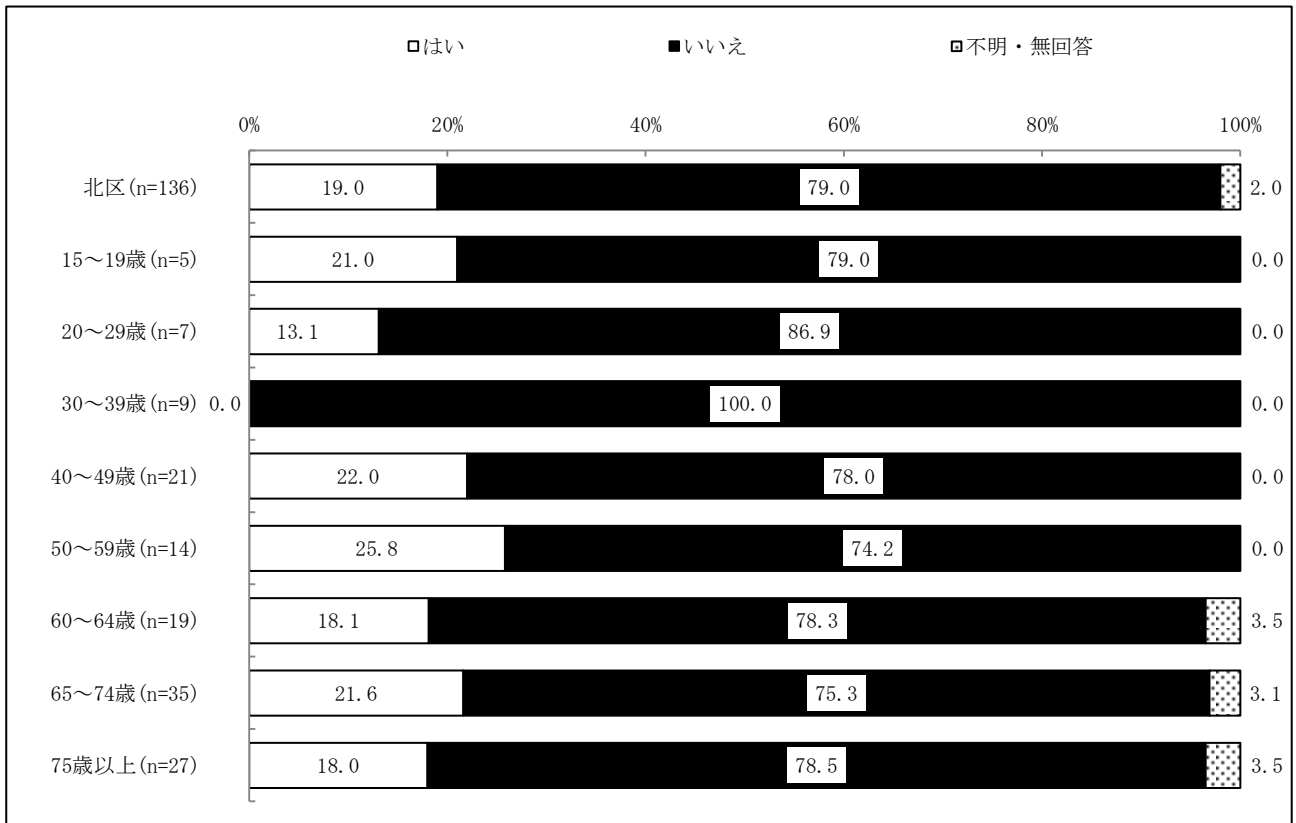 □はい ■いいえ 不明・無回答
0% 20% 40% 60% 80% 100%
北区(n=136) 19.0 79.0 2.0
15～19歳(n=5) 21.0 79.0 0.0
20～29歳(n=7) 13.1 86.9 0.0
30～39歳(n=9) 0.0 100.0 0.0
40～49歳(n=21) 22.0 78.0 0.0
50～59歳(n=14) 25.8 74.2 0.0
60～64歳(n=19) 18.1 78.3 3.5
65～74歳(n=35) 21.6 75.3 3.1
75歳以上(n=27) 18.0 78.5 3.5